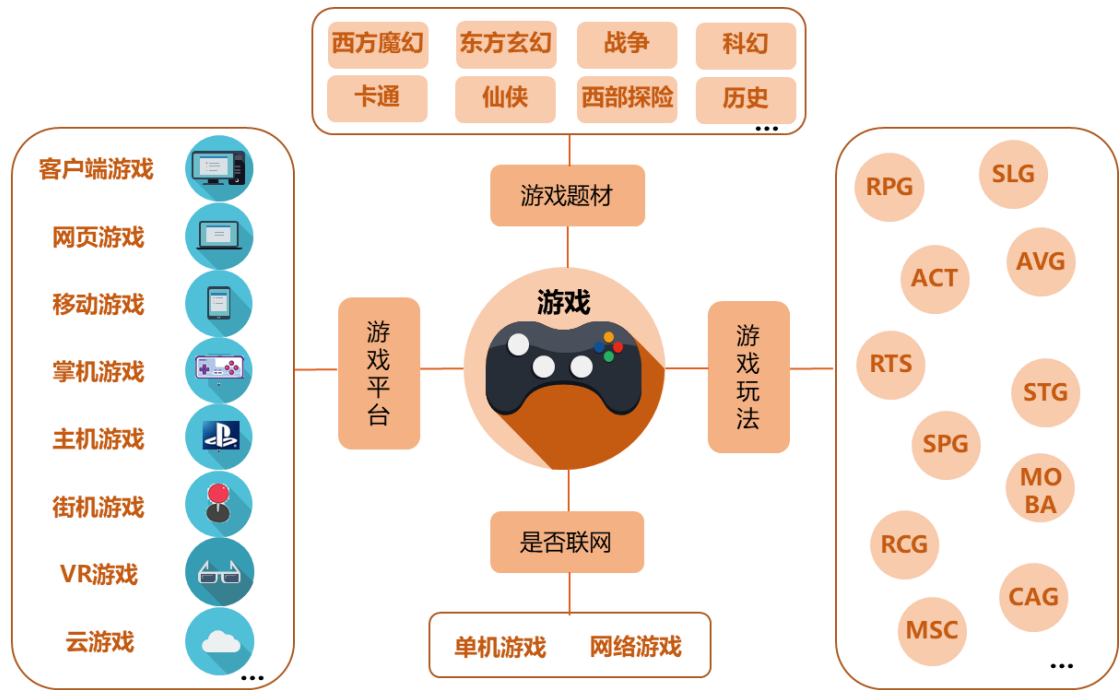 西方魔幻
东方玄幻
战争
科幻
卡通
仙侠
西部探险
历史
...
游戏题材
客户端游戏
网页游戏
移动游戏
掌机游戏
主机游戏
街机游戏
VR游戏
云游戏
...
游戏平台
游戏
游戏玩法
RPG
SLG
ACT
AVG
RTS
STG
SPG
MO
BA
RCG
CAG
MSC
...
是否联网
单机游戏
网络游戏